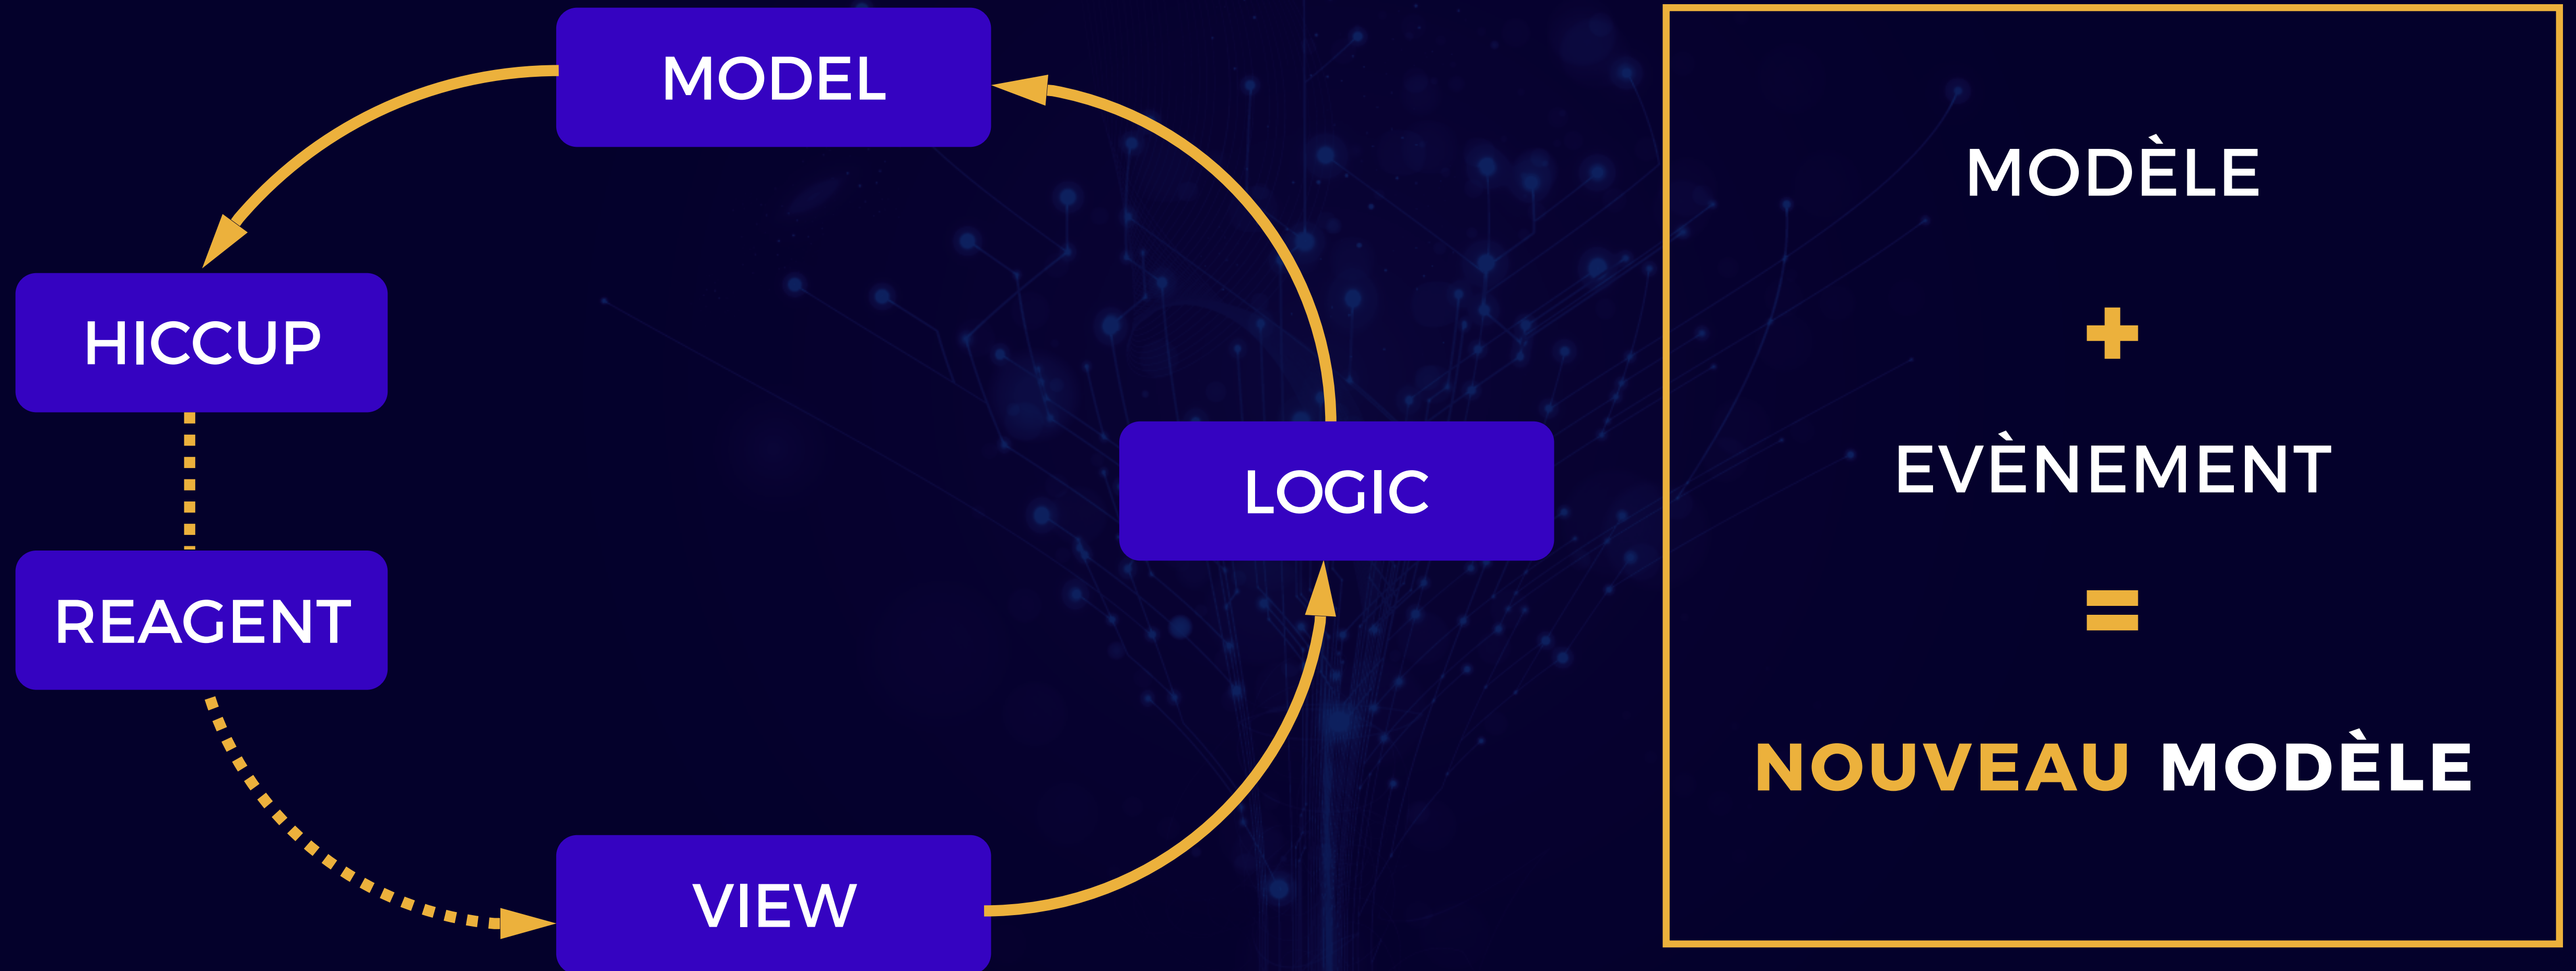 MODEL
HICCUP
LOGIC
REAGENT
VIEW
MODÈLE
+
EVÈNEMENT
=
NOUVEAU MODÈLE